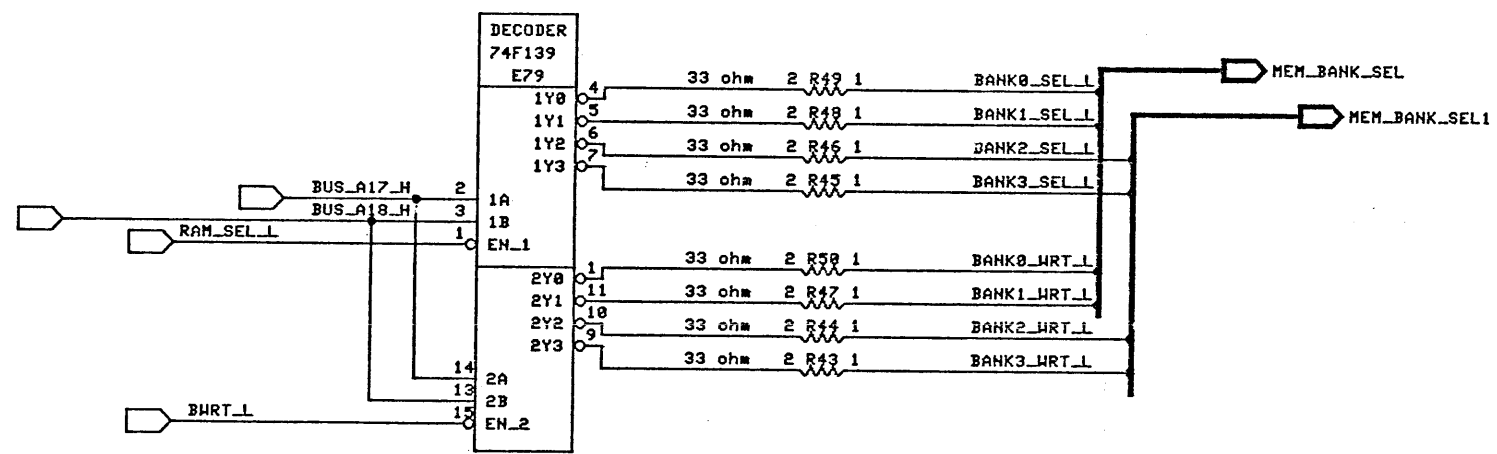 DECODER
74F139
E79
1Y0 4 33 ohm 2 R49 1 BANK0_SEL_L MEM_BANK_SEL
1Y1 5 33 ohm 2 R48 1 BANK1_SEL_L MEM_BANK_SEL1
1Y2 6 33 ohm 2 R46 1 BANK2_SEL_L
1Y3 7 33 ohm 2 R45 1 BANK3_SEL_L
BUS_A17_H 2 1A
BUS_A18_H 3 1B
RAM_SEL_L 1 EN_1
2Y0 1 33 ohm 2 R50 1 BANK0_WRT_L
2Y1 11 33 ohm 2 R47 1 BANK1_WRT_L
2Y2 10 33 ohm 2 R44 1 BANK2_WRT_L
2Y3 9 33 ohm 2 R43 1 BANK3_WRT_L
14 2A
13 2B
BWRT_L 15 EN_2